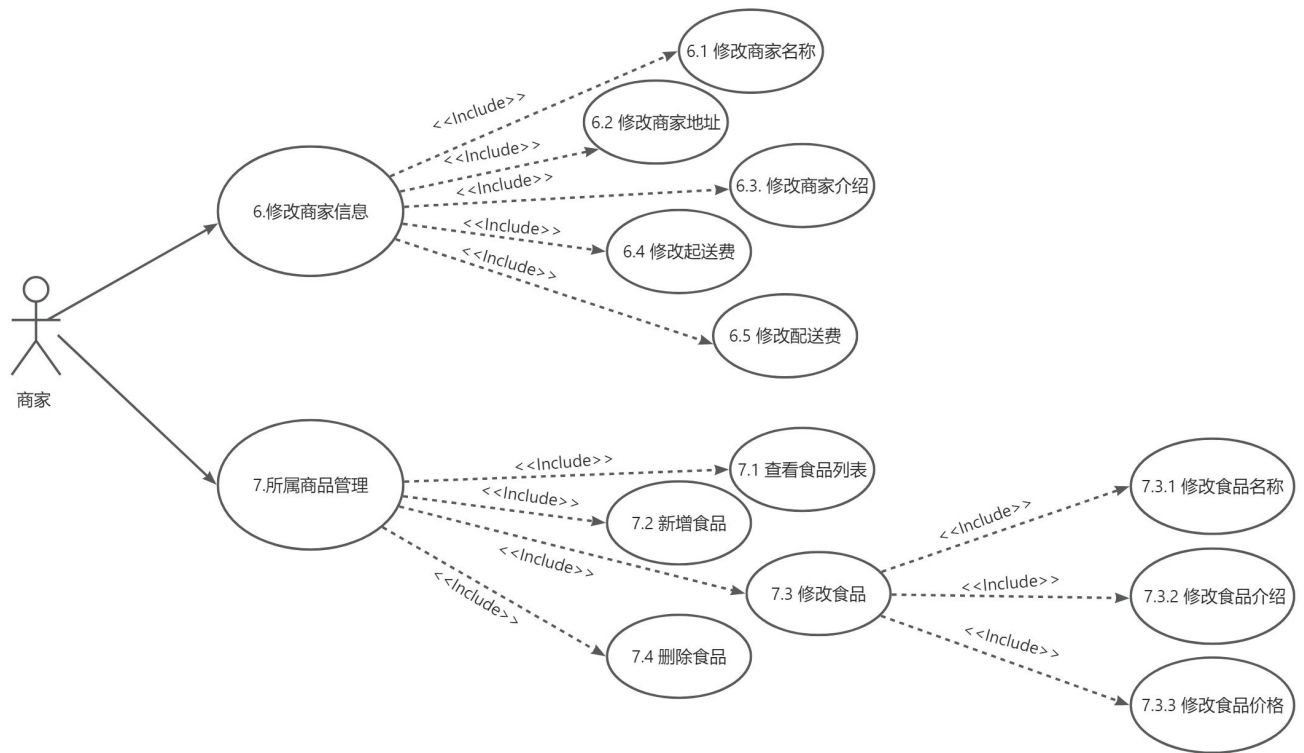 6.1 修改商家名称
<<Include>>
6.2 修改商家地址
<<Include>>
<<Include>>
6.3. 修改商家介绍
6.修改商家信息
<<Include>>
6.4 修改起送费
<<Include>>
6.5 修改配送费
商家
7.所属商品管理
<<Include>>
7.1 查看食品列表
<<Include>>
7.2 新增食品
<<Include>>
7.3 修改食品
<<Include>>
7.4 删除食品
<<Include>>
7.3.1 修改食品名称
<<Include>>
7.3.2 修改食品介绍
<<Include>>
7.3.3 修改食品价格